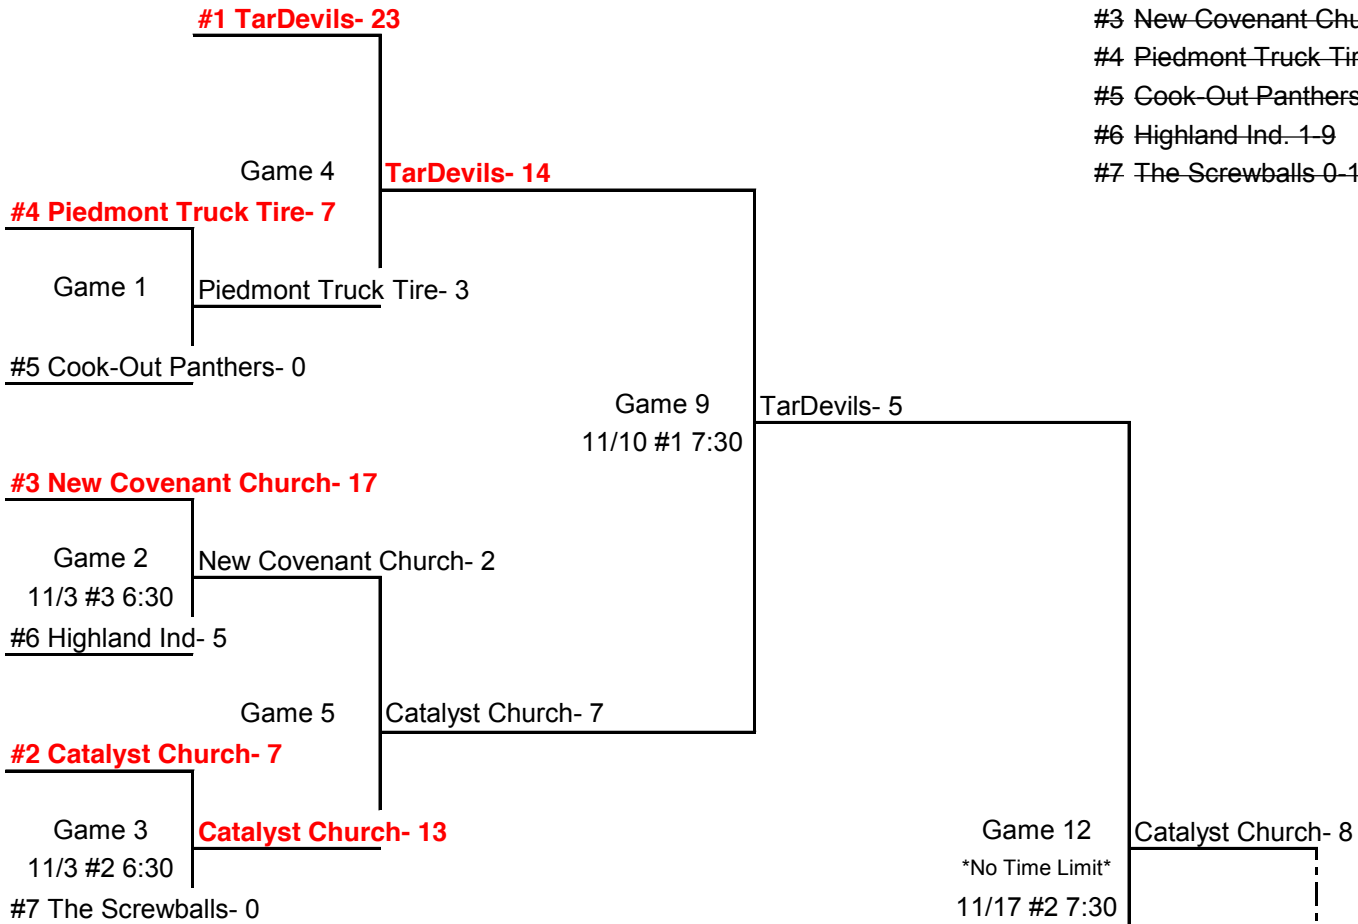 #1 TarDevils- 23
#3 New Covenant
#4 Piedmont Truck
#5 Cook-Out Panthers
#6 Highland Ind. 1-9
#7 The Screwballs
Game 4
TarDevils- 14
#4 Piedmont Truck Tire- 7
Game 1
Piedmont Truck Tire- 3
#5 Cook-Out Panthers- 0
Game 9
TarDevils- 5
11/10 #1 7:30
#3 New Covenant Church- 17
Game 2
New Covenant Church- 2
11/3 #3 6:30
#6 Highland Ind- 5
Game 5
Catalyst Church- 7
#2 Catalyst Church- 7
Game 3
Catalyst Church- 13
Game 12
Catalyst Church- 8
11/3 #2 6:30
*No Time Limit*
#7 The Screwballs- 0
11/17 #2 7:30